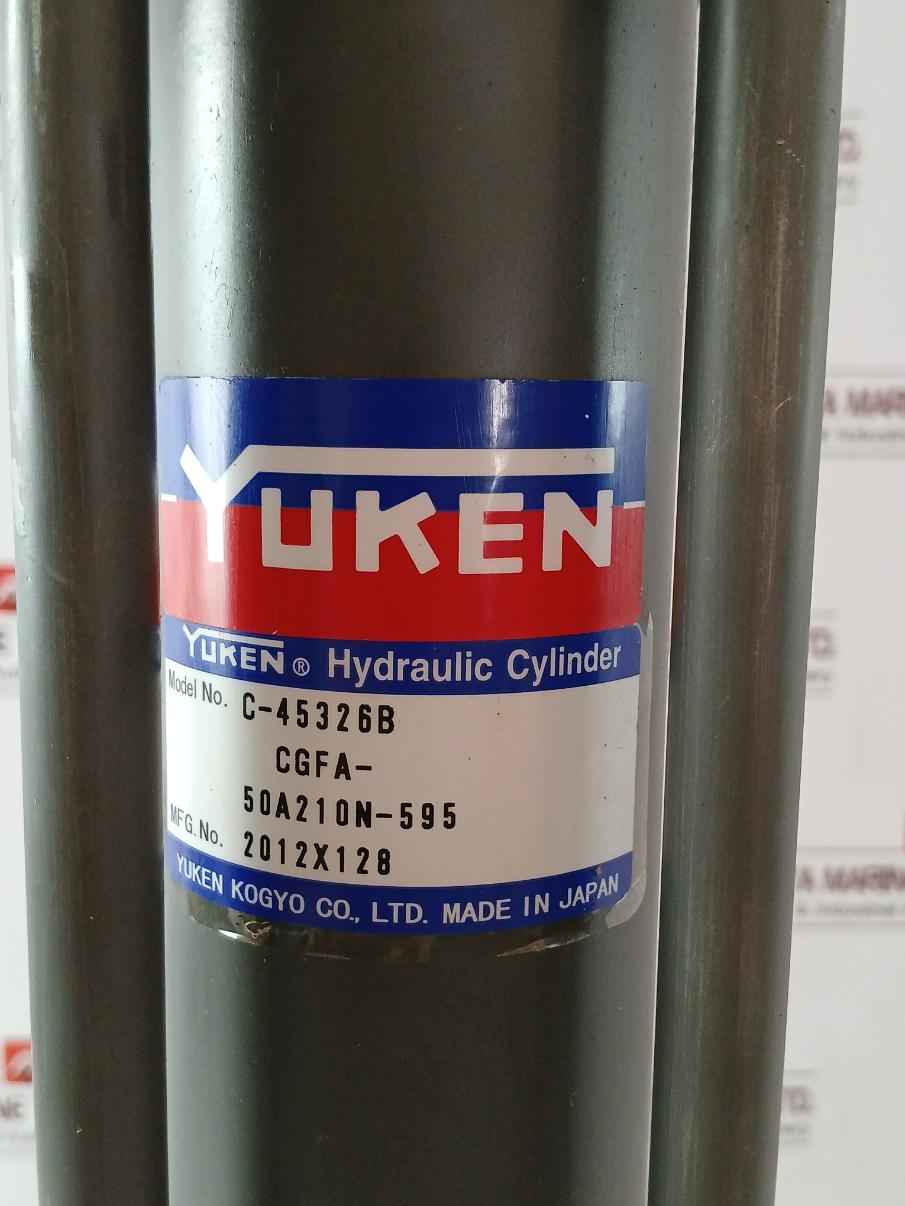 YUKEN
YUKEN® Hydraulic Cylinder
Model No. C-45326B
CGFA-
50A210N-595
MFG.No. 2012X128
YUKEN KOGYO CO., LTD. MADE IN JAPAN